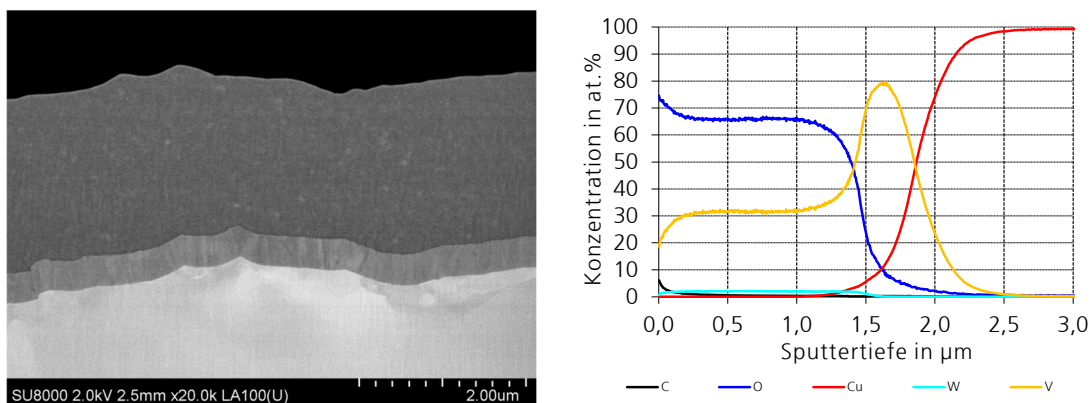 SU8000 2.0kV 2.5mm x20.0k LA100(U)
2.00um
Konzentration in at.%
100
90
80
70
60
50
40
30
20
10
0
0,0 0,5 1,0 1,5 2,0 2,5 3,0
Sputtertiefe in µm
C O Cu W V